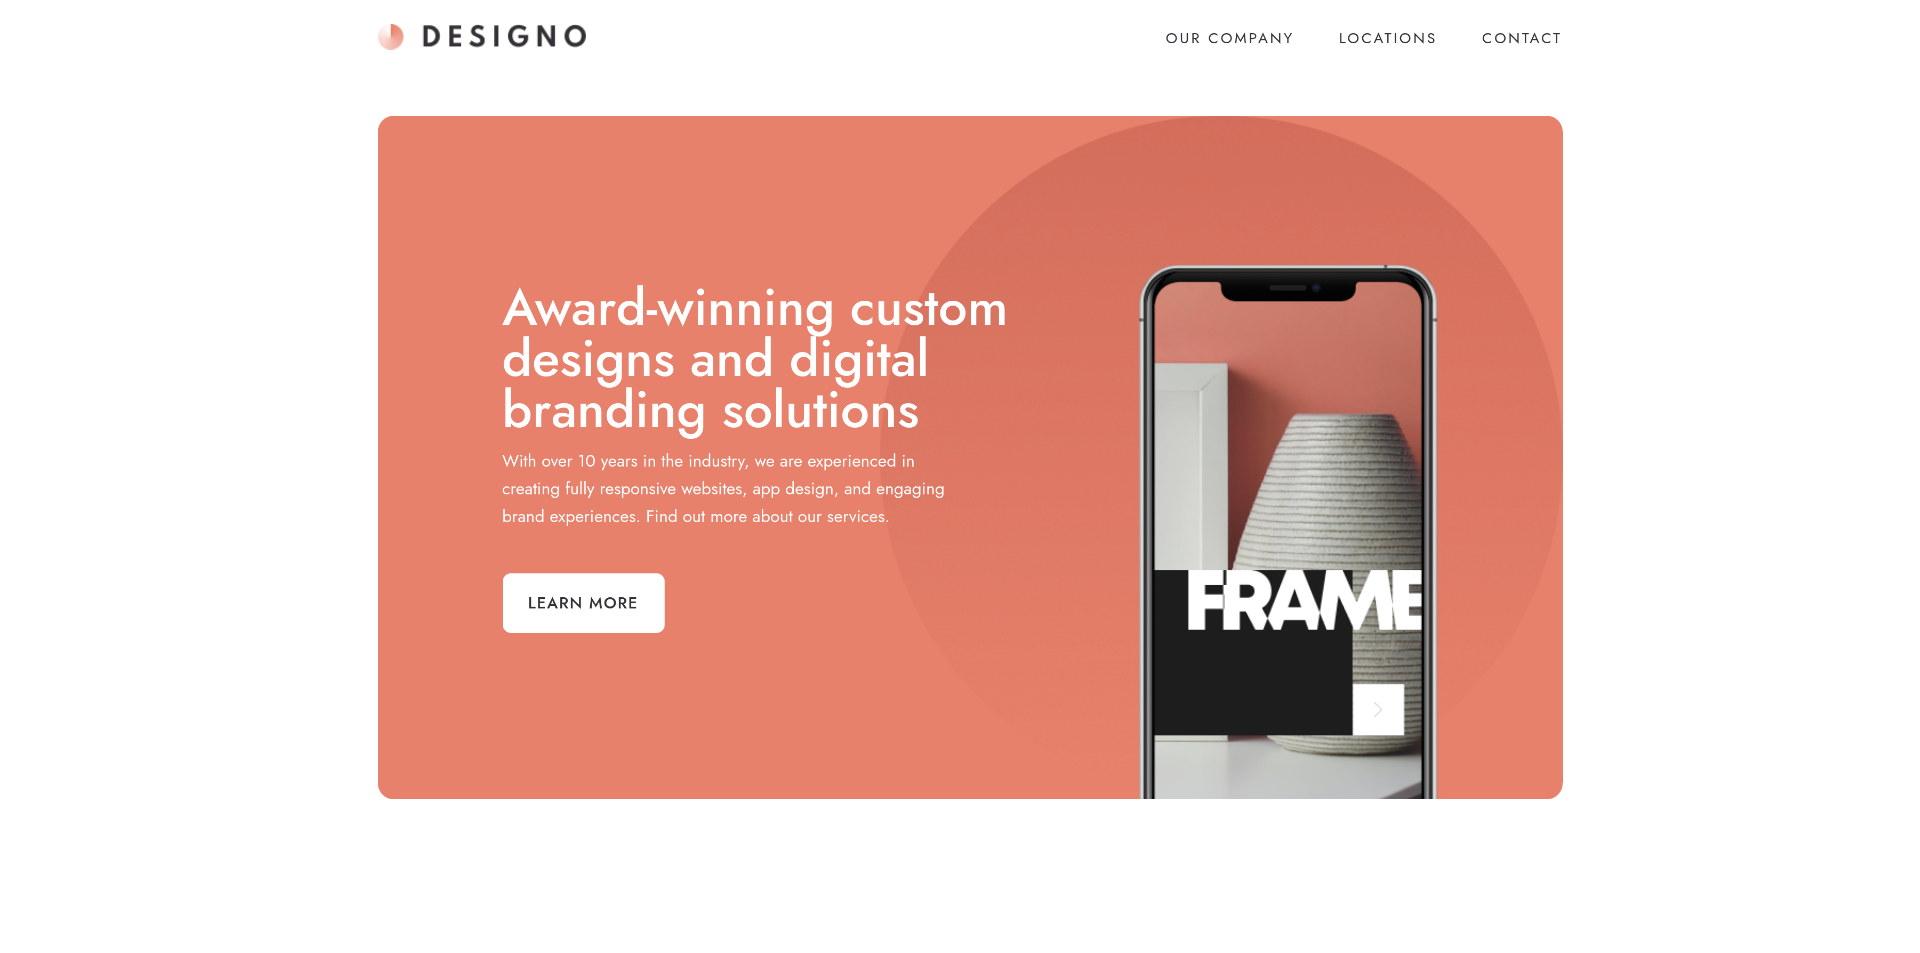 DESIGNO
OUR COMPANY
LOCATIONS
CONTACT
Award-winning custom
designs and digital
branding solutions
With over 10 years in the industry, we are experienced in
creating fully responsive websites, app design, and engaging
brand experiences. Find out more about our services.
LEARN MORE
FRAME